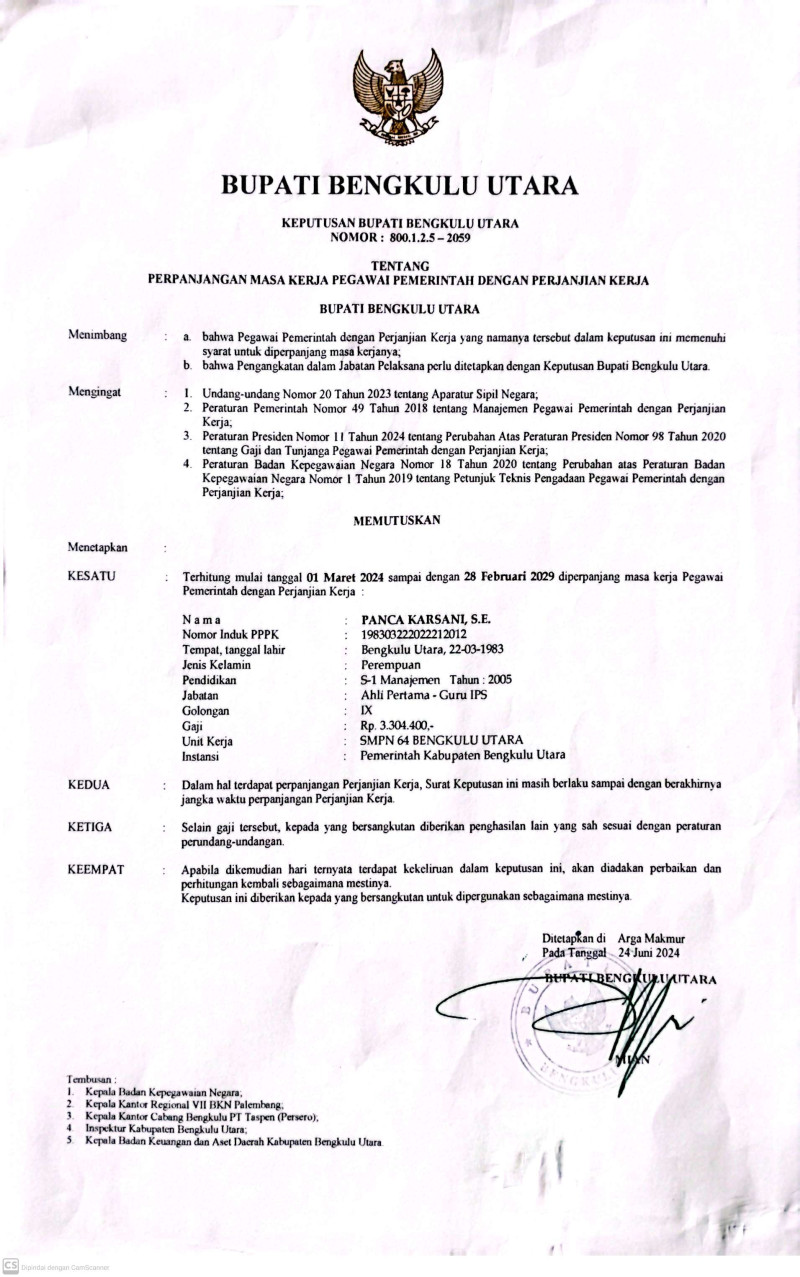 BUPATI BENGKULU UTARA
KEPUTUSAN BUPATI BENGKULU UTARA
NOMOR : 800.1.2.5 – 2059
TENTANG
PERPANJANGAN MASA KERJA PEGAWAI PEMERINTAH DENGAN PERJANJIAN KERJA
BUPATI BENGKULU UTARA
Menimbang : a. bahwa Pegawai Pemerintah dengan Perjanjian Kerja yang namanya tersebut dalam keputusan ini memenuhi
syarat untuk diperpanjang masa kerjanya;
b. bahwa Pengangkatan dalam Jabatan Pelaksana perlu ditetapkan dengan Keputusan Bupati Bengkulu Utara.
Mengingat : 1. Undang-undang Nomor 20 Tahun 2023 tentang Aparatur Sipil Negara;
2. Peraturan Pemerintah Nomor 49 Tahun 2018 tentang Manajemen Pegawai Pemerintah dengan Perjanjian
Kerja;
3. Peraturan Presiden Nomor 11 Tahun 2024 tentang Perubahan Atas Peraturan Presiden Nomor 98 Tahun 2020
tentang Gaji dan Tunjanga Pegawai Pemerintah dengan Perjanjian Kerja;
4. Peraturan Badan Kepegawaian Negara Nomor 18 Tahun 2020 tentang Perubahan atas Peraturan Badan
Kepegawaian Negara Nomor 1 Tahun 2019 tentang Petunjuk Teknis Pengadaan Pegawai Pemerintah dengan
Perjanjian Kerja;
MEMUTUSKAN
Menetapkan :
KESATU : Terhitung mulai tanggal 01 Maret 2024 sampai dengan 28 Februari 2029 diperpanjang masa kerja Pegawai
Pemerintah dengan Perjanjian Kerja :
N a m a : PANCA KARSANI, S.E.
Nomor Induk PPPK : 198303222022212012
Tempat, tanggal lahir : Bengkulu Utara, 22-03-1983
Jenis Kelamin : Perempuan
Pendidikan : S-1 Manajemen Tahun : 2005
Jabatan : Ahli Pertama - Guru IPS
Golongan : IX
Gaji : Rp. 3.304.400,-
Unit Kerja : SMPN 64 BENGKULU UTARA
Instansi : Pemerintah Kabupaten Bengkulu Utara
KEDUA : Dalam hal terdapat perpanjangan Perjanjian Kerja, Surat Keputusan ini masih berlaku sampai dengan berakhirnya
jangka waktu perpanjangan Perjanjian Kerja.
KETIGA : Selain gaji tersebut, kepada yang bersangkutan diberikan penghasilan lain yang sah sesuai dengan peraturan
perundang-undangan.
KEEMPAT : Apabila dikemudian hari ternyata terdapat kekeliruan dalam keputusan ini, akan diadakan perbaikan dan
perhitungan kembali sebagaimana mestinya.
Keputusan ini diberikan kepada yang bersangkutan untuk dipergunakan sebagaimana mestinya.
Ditetapkan di Arga Makmur
Pada Tanggal 24 Juni 2024
BUPATI BENGKULU UTARA
MIAN
Tembusan :
1. Kepala Badan Kepegawaian Negara;
2. Kepala Kantor Regional VII BKN Palembang;
3. Kepala Kantor Cabang Bengkulu PT Taspen (Persero);
4. Inspektur Kabupaten Bengkulu Utara;
5. Kepala Badan Keuangan dan Aset Daerah Kabupaten Bengkulu Utara.
CS Dipindai dengan CamScanner